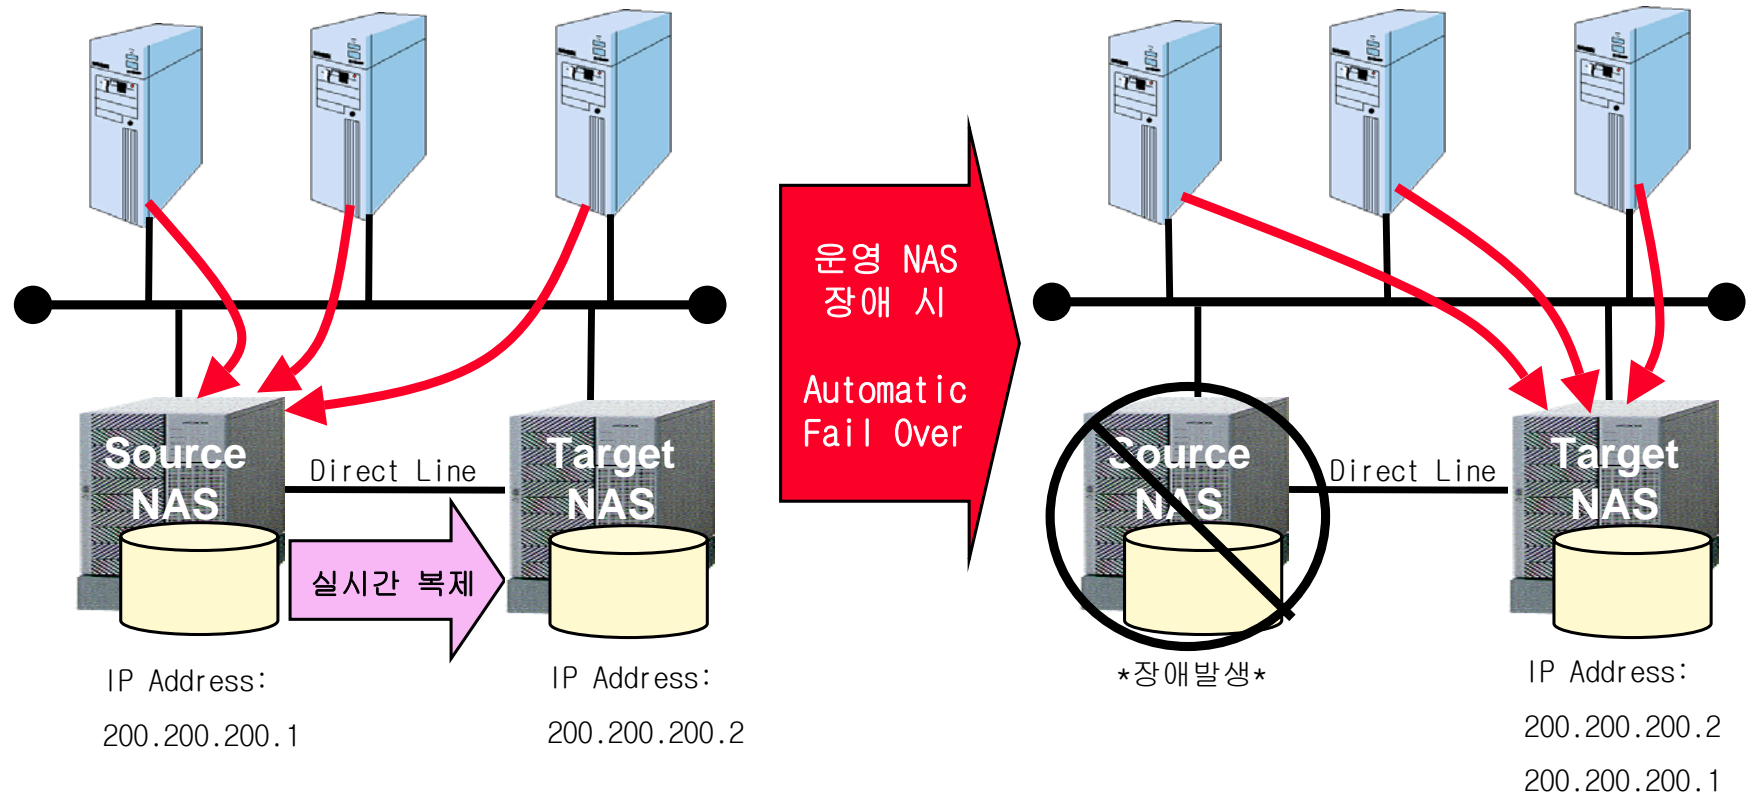 Source
NAS
Direct Line
Target
NAS
실시간 복제
IP Address:
200.200.200.1
IP Address:
200.200.200.2
운영 NAS
장애 시
Automatic
Fail Over
Source
NAS
Direct Line
Target
NAS
*장애발생*
IP Address:
200.200.200.2
200.200.200.1